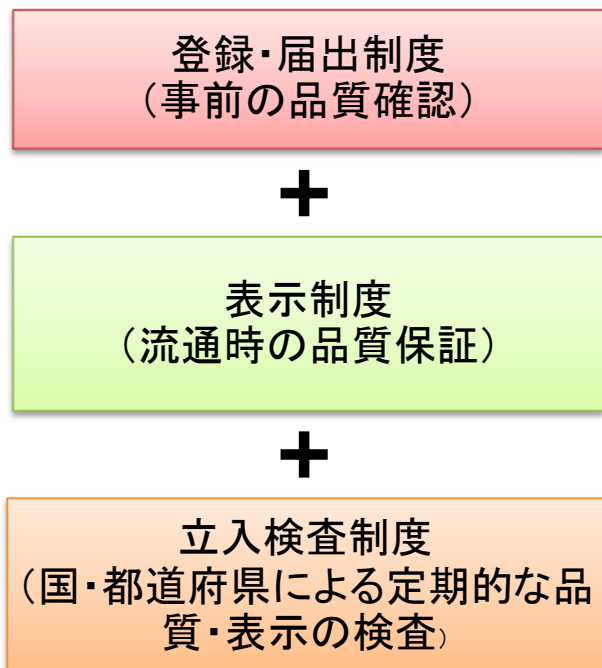 登録・届出制度
（事前の品質確認）
+
表示制度
（流通時の品質保証）
+
立入検査制度
(国・都道府県による定期的な品
質・表示の検査）